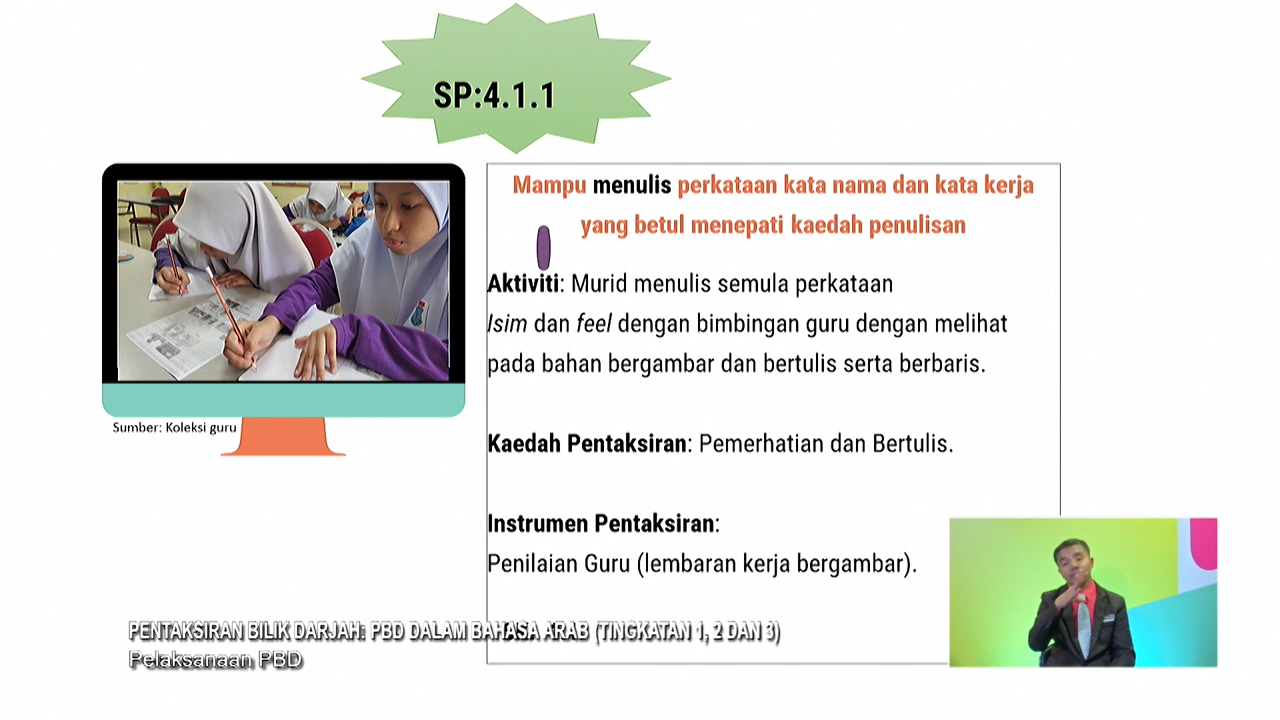 SP:4.1.1
Mampu menulis perkataan kata nama dan kata kerja
yang betul menepati kaedah penulisan
Aktiviti: Murid menulis semula perkataan
Isim dan feel dengan bimbingan guru dengan melihat
pada bahan bergambar dan bertulis serta berbaris.
Sumber: Koleksi guru
Kaedah Pentaksiran: Pemerhatian dan Bertulis.
Instrumen Pentaksiran:
Penilaian Guru (lembaran kerja bergambar).
PENTAKSIRAN BILIK DARJAH: PBD DALAM BAHASA ARAB (TINGKATAN 1, 2 DAN 3)
Pelaksanaan PBD